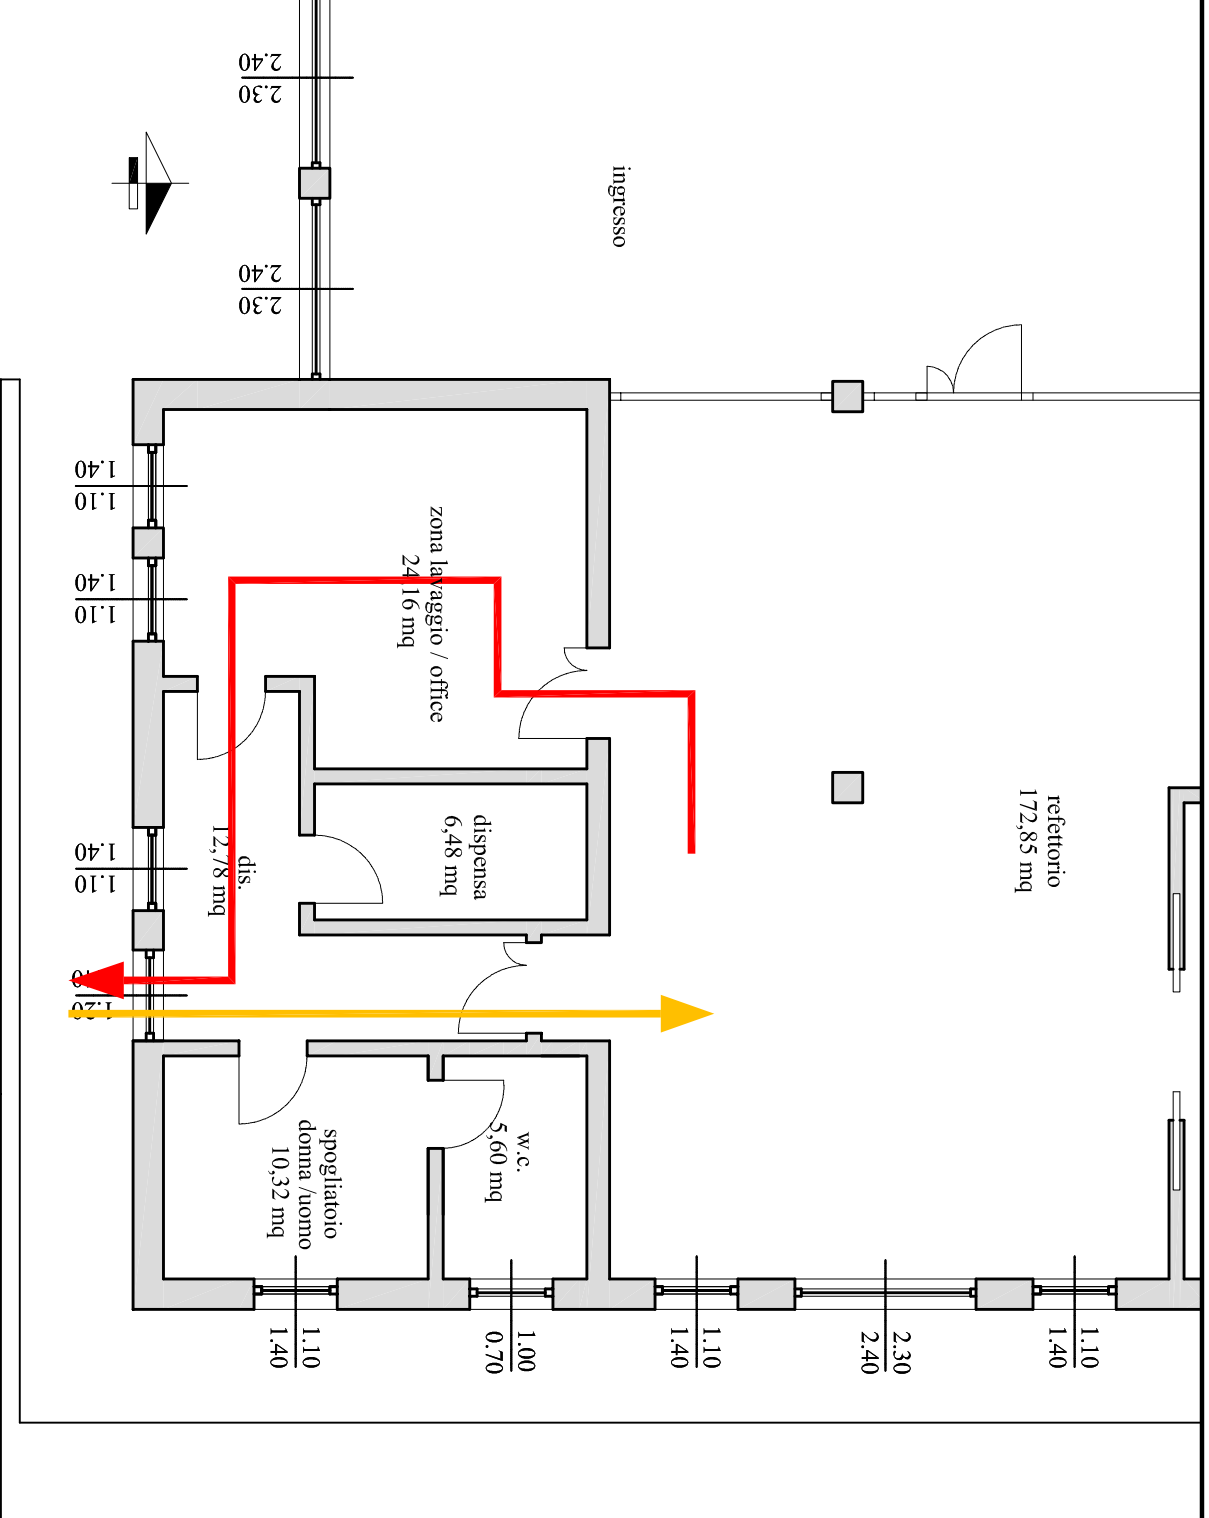 2.40
2.30
ingresso
2.40
2.30
1.40
1.10
zona lavaggio / office
24,16 mq
1.40
1.10
refettorio
172,85 mq
dispensa
6,48 mq
dis.
12,78 mq
1.40
1.10
1.20
w.c.
5,60 mq
spogliatoio
donna /uomo
10,32 mq
1.10
1.40
1.00
0.70
1.10
1.40
2.30
2.40
1.10
1.40